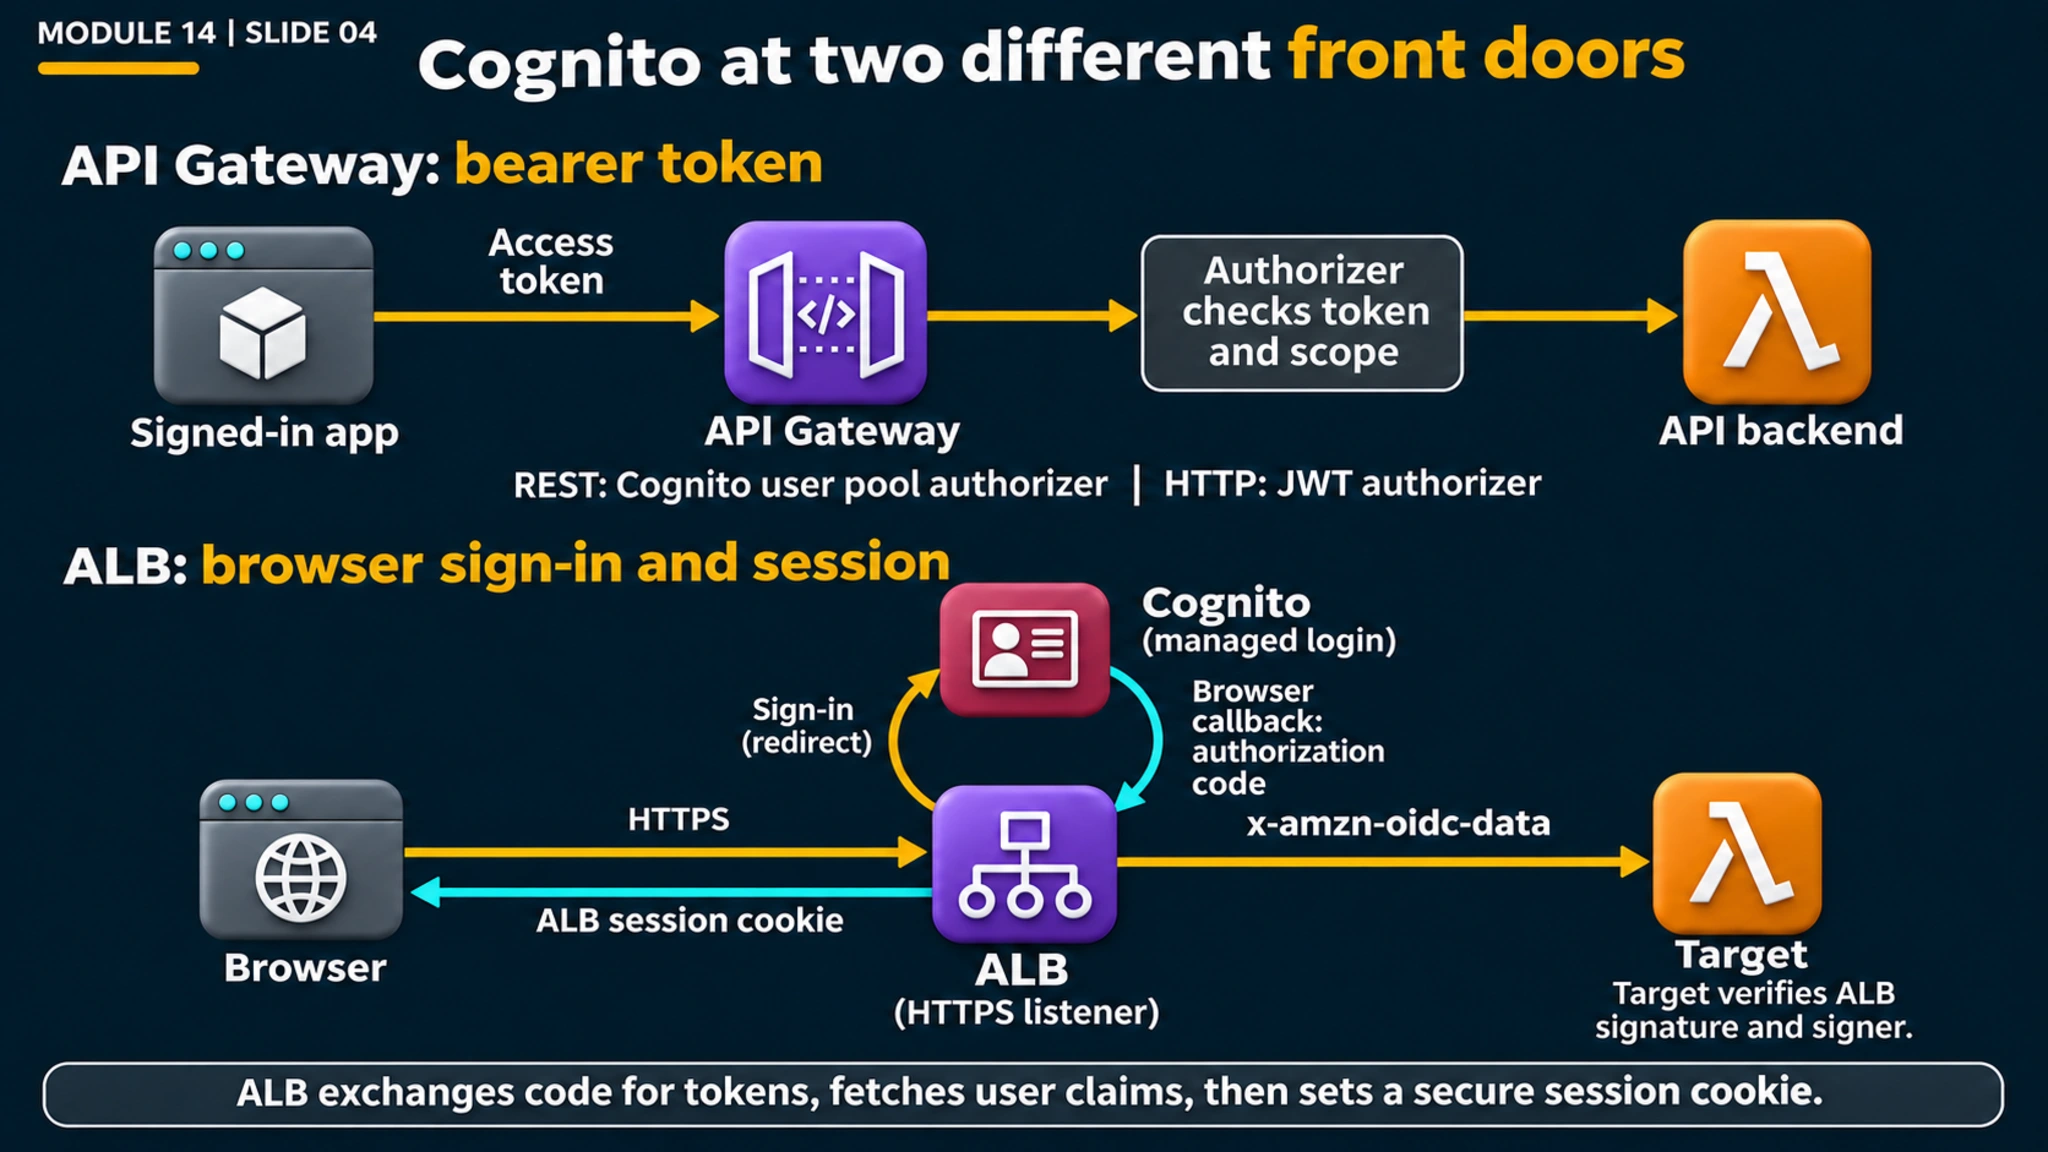 MODULE 14 | SLIDE 04
Cognito at two different front doors
API Gateway: bearer token
Access
token
</>
Authorizer
checks token
and scope
Signed-in app
API Gateway
API backend
REST: Cognito user pool authorizer | HTTP: JWT authorizer
ALB: browser sign-in and session
Cognito
(managed login)
Sign-in
(redirect)
Browser
callback:
authorization
code
HTTPS
x-amzn-oidc-data
ALB session cookie
Browser
ALB
(HTTPS listener)
Target
Target verifies ALB
signature and signer.
ALB exchanges code for tokens, fetches user claims, then sets a secure session cookie.